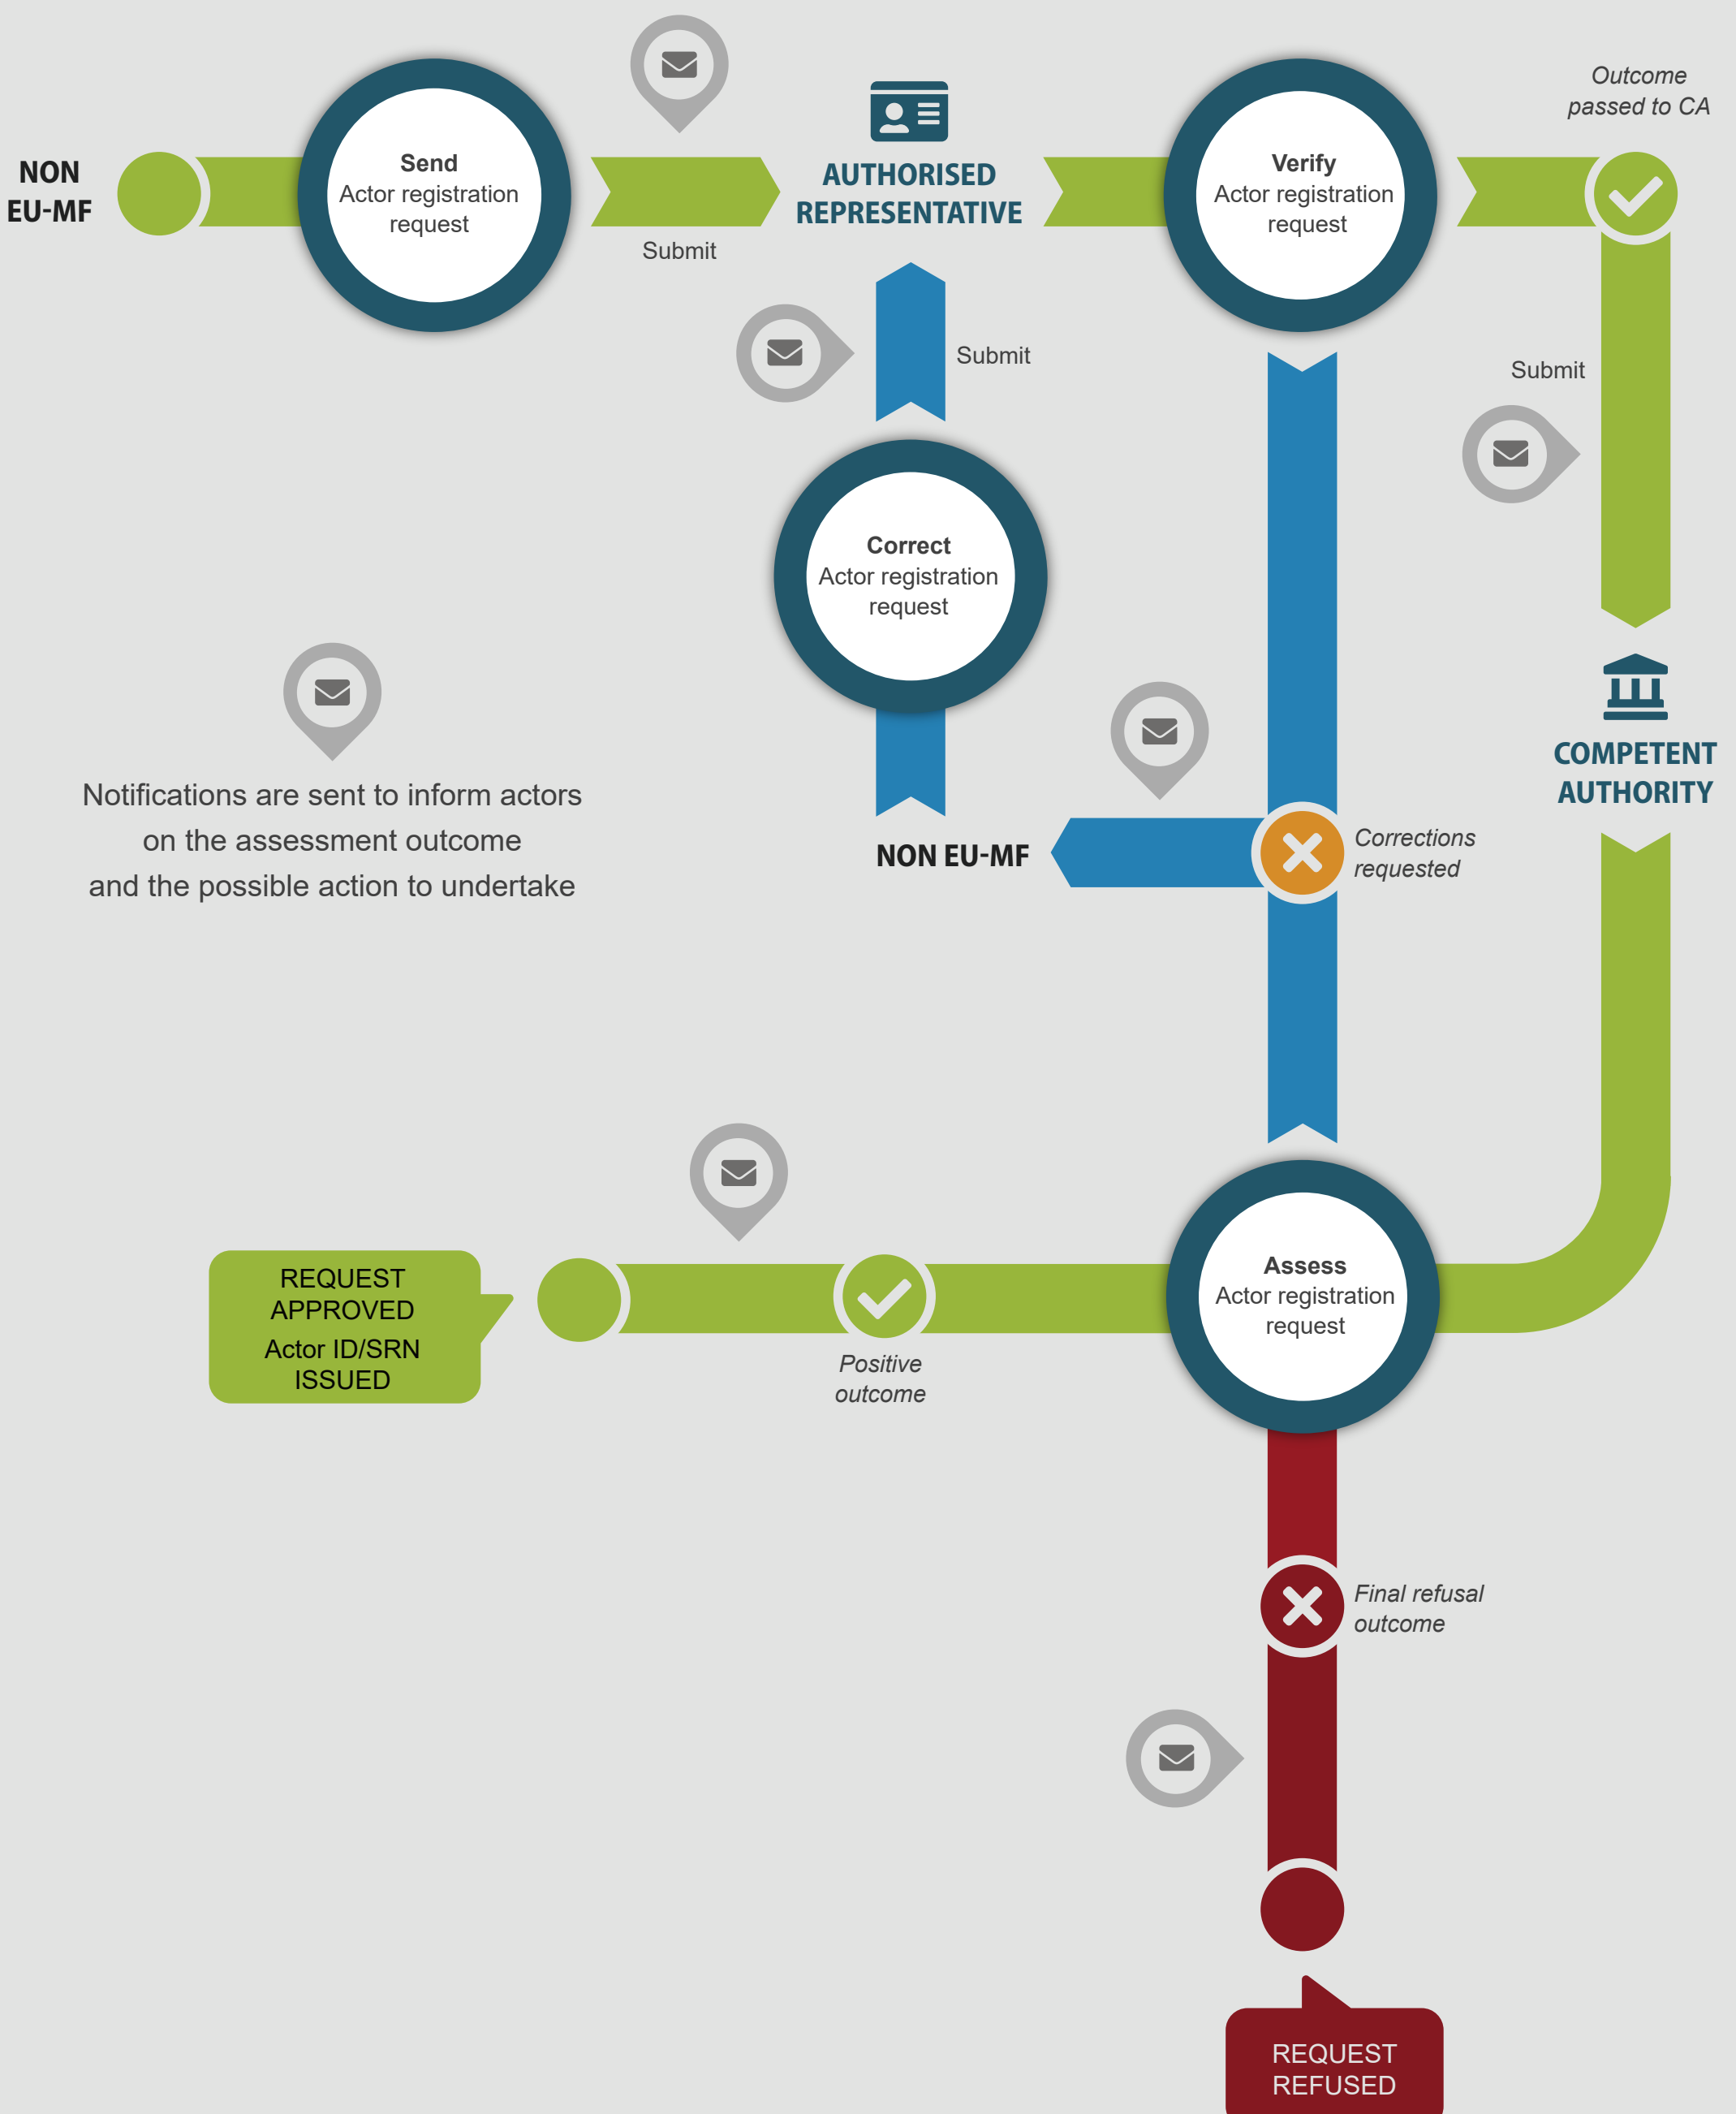 NON
EU-MF
Send
Actor registration
request
Submit
AUTHORISED
REPRESENTATIVE
Verify
Actor registration
request
Outcome
passed to CA
Submit
Submit
Correct
Actor registration
request
Notifications are sent to inform actors
on the assessment outcome
and the possible action to undertake
NON EU-MF
Corrections
requested
COMPETENT
AUTHORITY
REQUEST
APPROVED
Actor ID/SRN
ISSUED
Positive
outcome
Assess
Actor registration
request
Final refusal
outcome
REQUEST
REFUSED